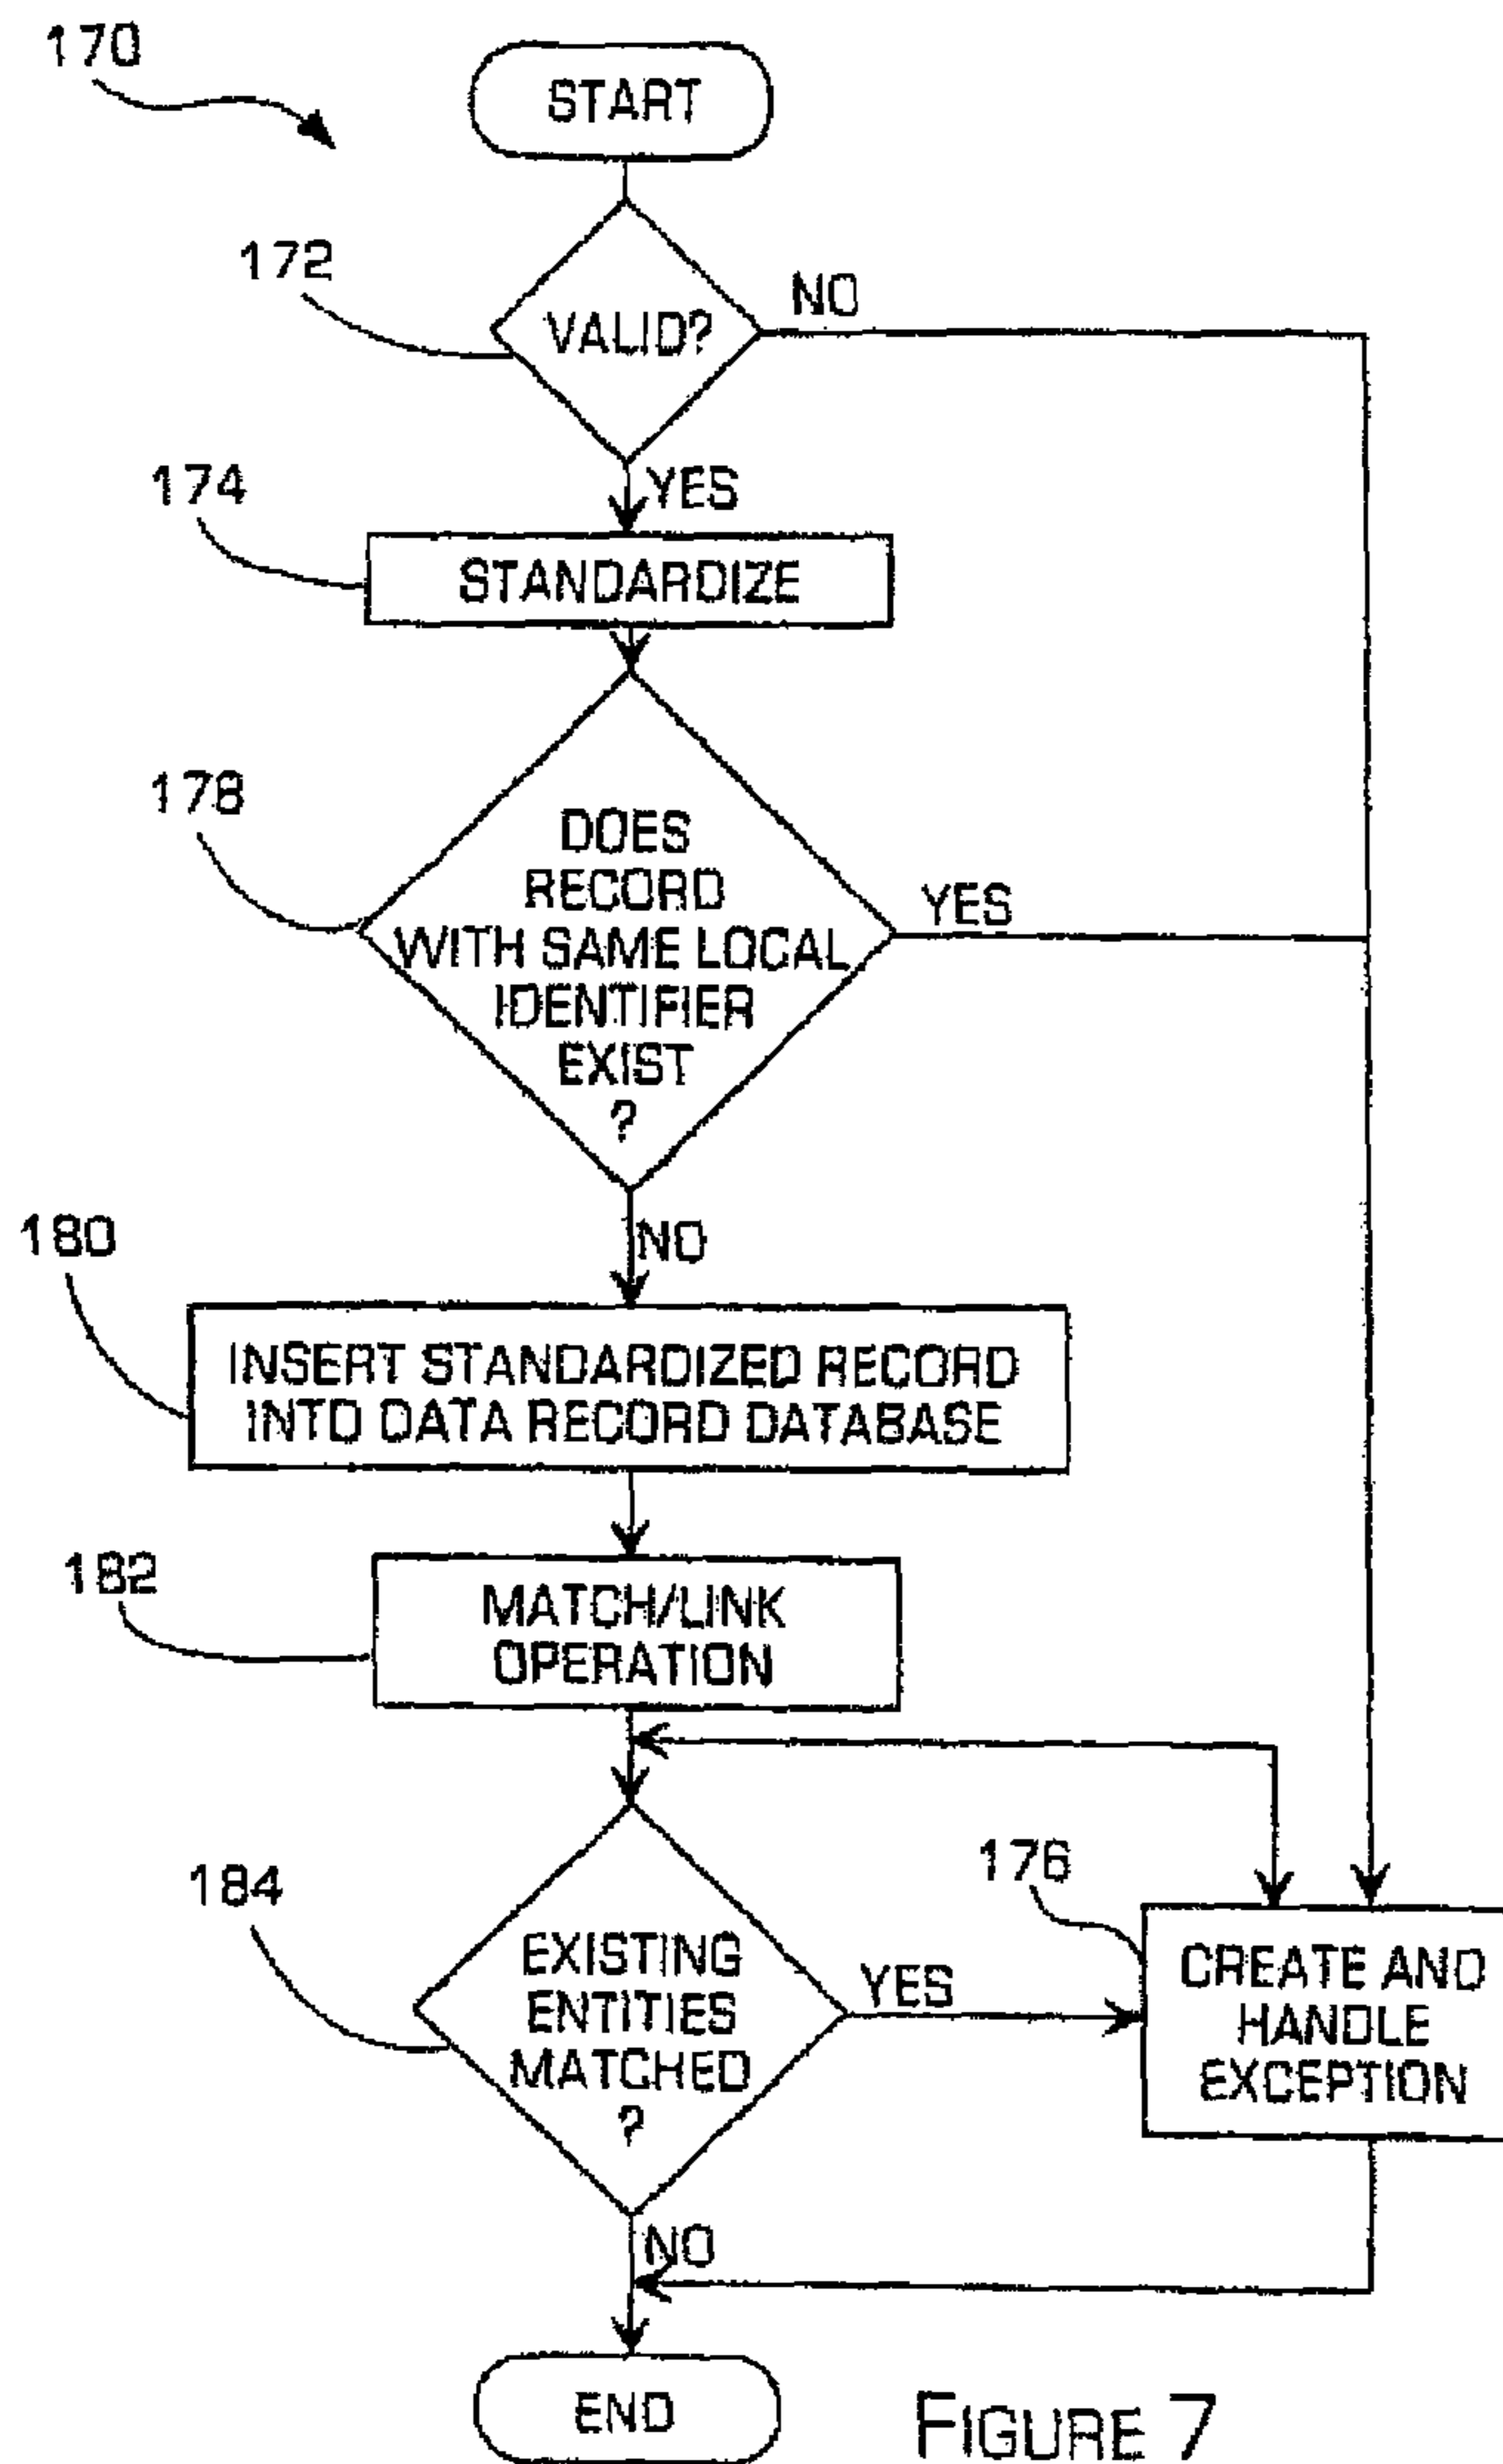 170
START
172
VALID?
NO
YES
174
STANDARDIZE
178
DOES
RECORD
WITH SAME LOCAL
IDENTIFIER
EXIST
?
YES
NO
180
INSERT STANDARDIZED RECORD
INTO DATA RECORD DATABASE
182
MATCH/LINK
OPERATION
184
EXISTING
ENTITIES
MATCHED
?
YES
176
CREATE AND
HANDLE
EXCEPTION
NO
END
FIGURE 7